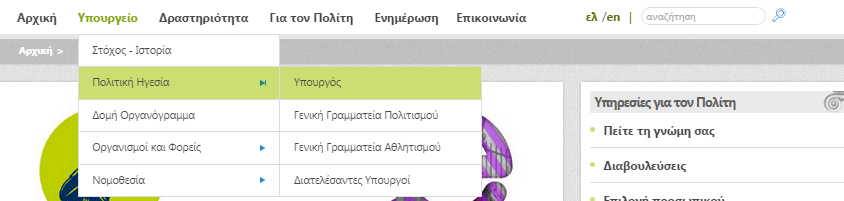 Αρχική Υπουργείο Δραστηριότητα Για τον Πολίτη Ενημέρωση Επικοινωνία ελ /en | αναζήτηση
Αρχική >
Στόχος - Ιστορία
Πολιτική Ηγεσία
Δομή Οργανόγραμμα
Οργανισμοί και Φορείς
Νομοθεσία
Υπουργός
Γενική Γραμματεία Πολιτισμού
Γενική Γραμματεία Αθλητισμού
Διατελέσαντες Υπουργοί
Υπηρεσίες για τον Πολίτη
Πείτε τη γνώμη σας
Διαβουλεύσεις
Επιλογή προσωπικού